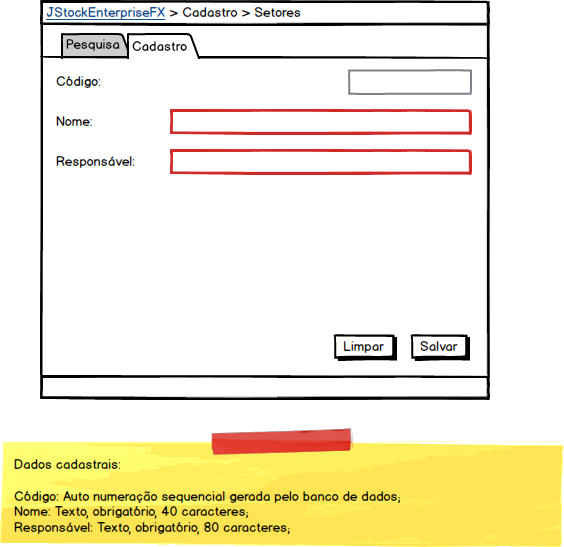 JStockEnterpriseFX > Cadastro > Setores
Pesquisa Cadastro
Código:
Nome:
Responsável:
Limpar Salvar
Dados cadastrais:
Código: Auto numeração sequencial gerada pelo banco de dados;
Nome: Texto, obrigatório, 40 caracteres;
Responsável: Texto, obrigatório, 80 caracteres;